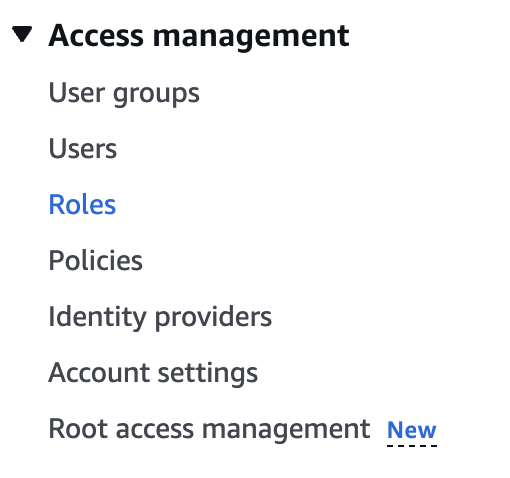 Access management
User groups
Users
Roles
Policies
Identity providers
Account settings
Root access management New